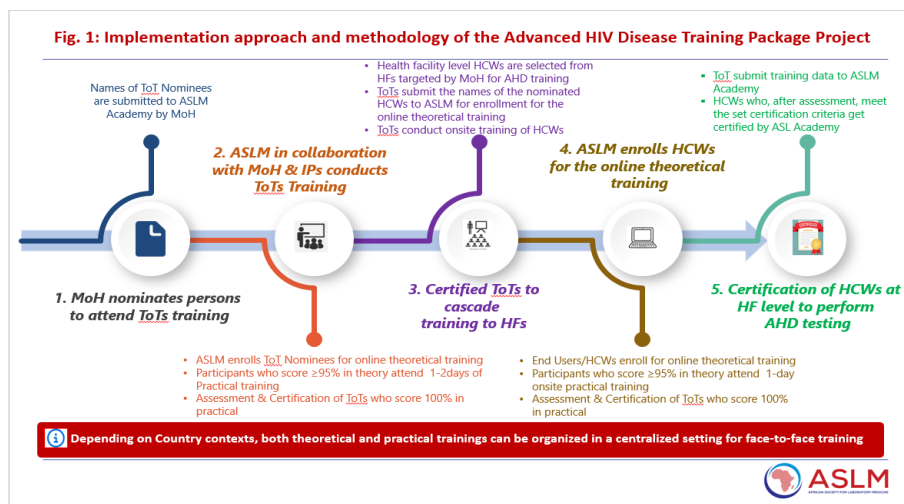 Fig. 1: Implementation approach and methodology of the Advanced HIV Disease Training Package Project
Names of ToT Nominees
are submitted to
ASLM Academy by MoH
• Health facility level HCWs are selected from
HFs targeted by MoH for AHD training
• ToTs submit the names of the nominated
HCWs to ASLM for enrollment for the
online theoretical training
• ToTs conduct onsite training of HCWs
▪ ToT submit training data to ASLM
Academy
▪ HCWs who, after assessment, meet
the set certification criteria get
certified by ASL Academy
2. ASLM in collaboration
with MoH & IPs conducts
ToTs Training
4. ASLM enrolls HCWs
for the online theoretical
training
CERTIFICATE
1. MoH nominates persons
to attend ToTs training
3. Certified ToTs to
cascade
training to HFs
5. Certification of HCWs at
HF level to perform
AHD testing
• ASLM enrolls ToT Nominees for online theoretical training
• Participants who score ≥95% in theory attend 1-2days of
Practical training
• Assessment & Certification of ToTs who score 100% in
practical
• End Users/HCWs enroll for online theoretical training
• Participants who score ≥95% in theory attend 1-day
onsite practical training
• Assessment & Certification of ToTs who score 100%
in practical
Depending on Country contexts, both theoretical and practical trainings can be organized in a centralized setting for face-to-face training
ASLM
AFRICAN SOCIETY FOR LABORATORY MEDICINE